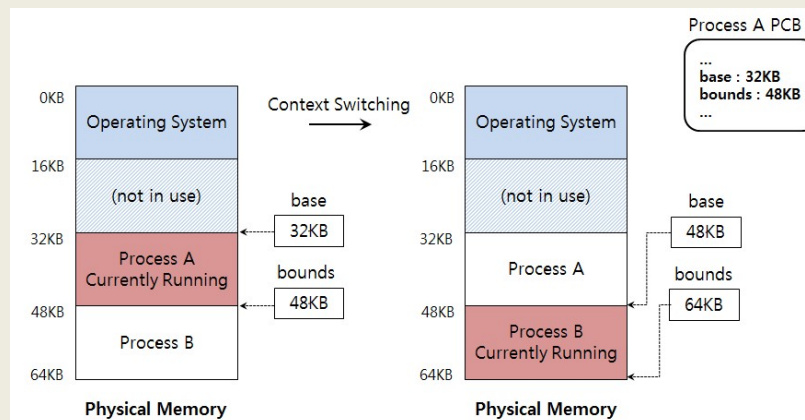 Process A PCB
...
base : 32KB
bounds : 48KB
...
Context Switching
0KB
Operating System
16KB
(not in use)
base
32KB
32KB
Process A
Currently Running
bounds
48KB
48KB
Process B
64KB
Physical Memory
0KB
Operating System
16KB
(not in use)
base
48KB
32KB
Process A
bounds
64KB
48KB
Process B
Currently Running
64KB
Physical Memory